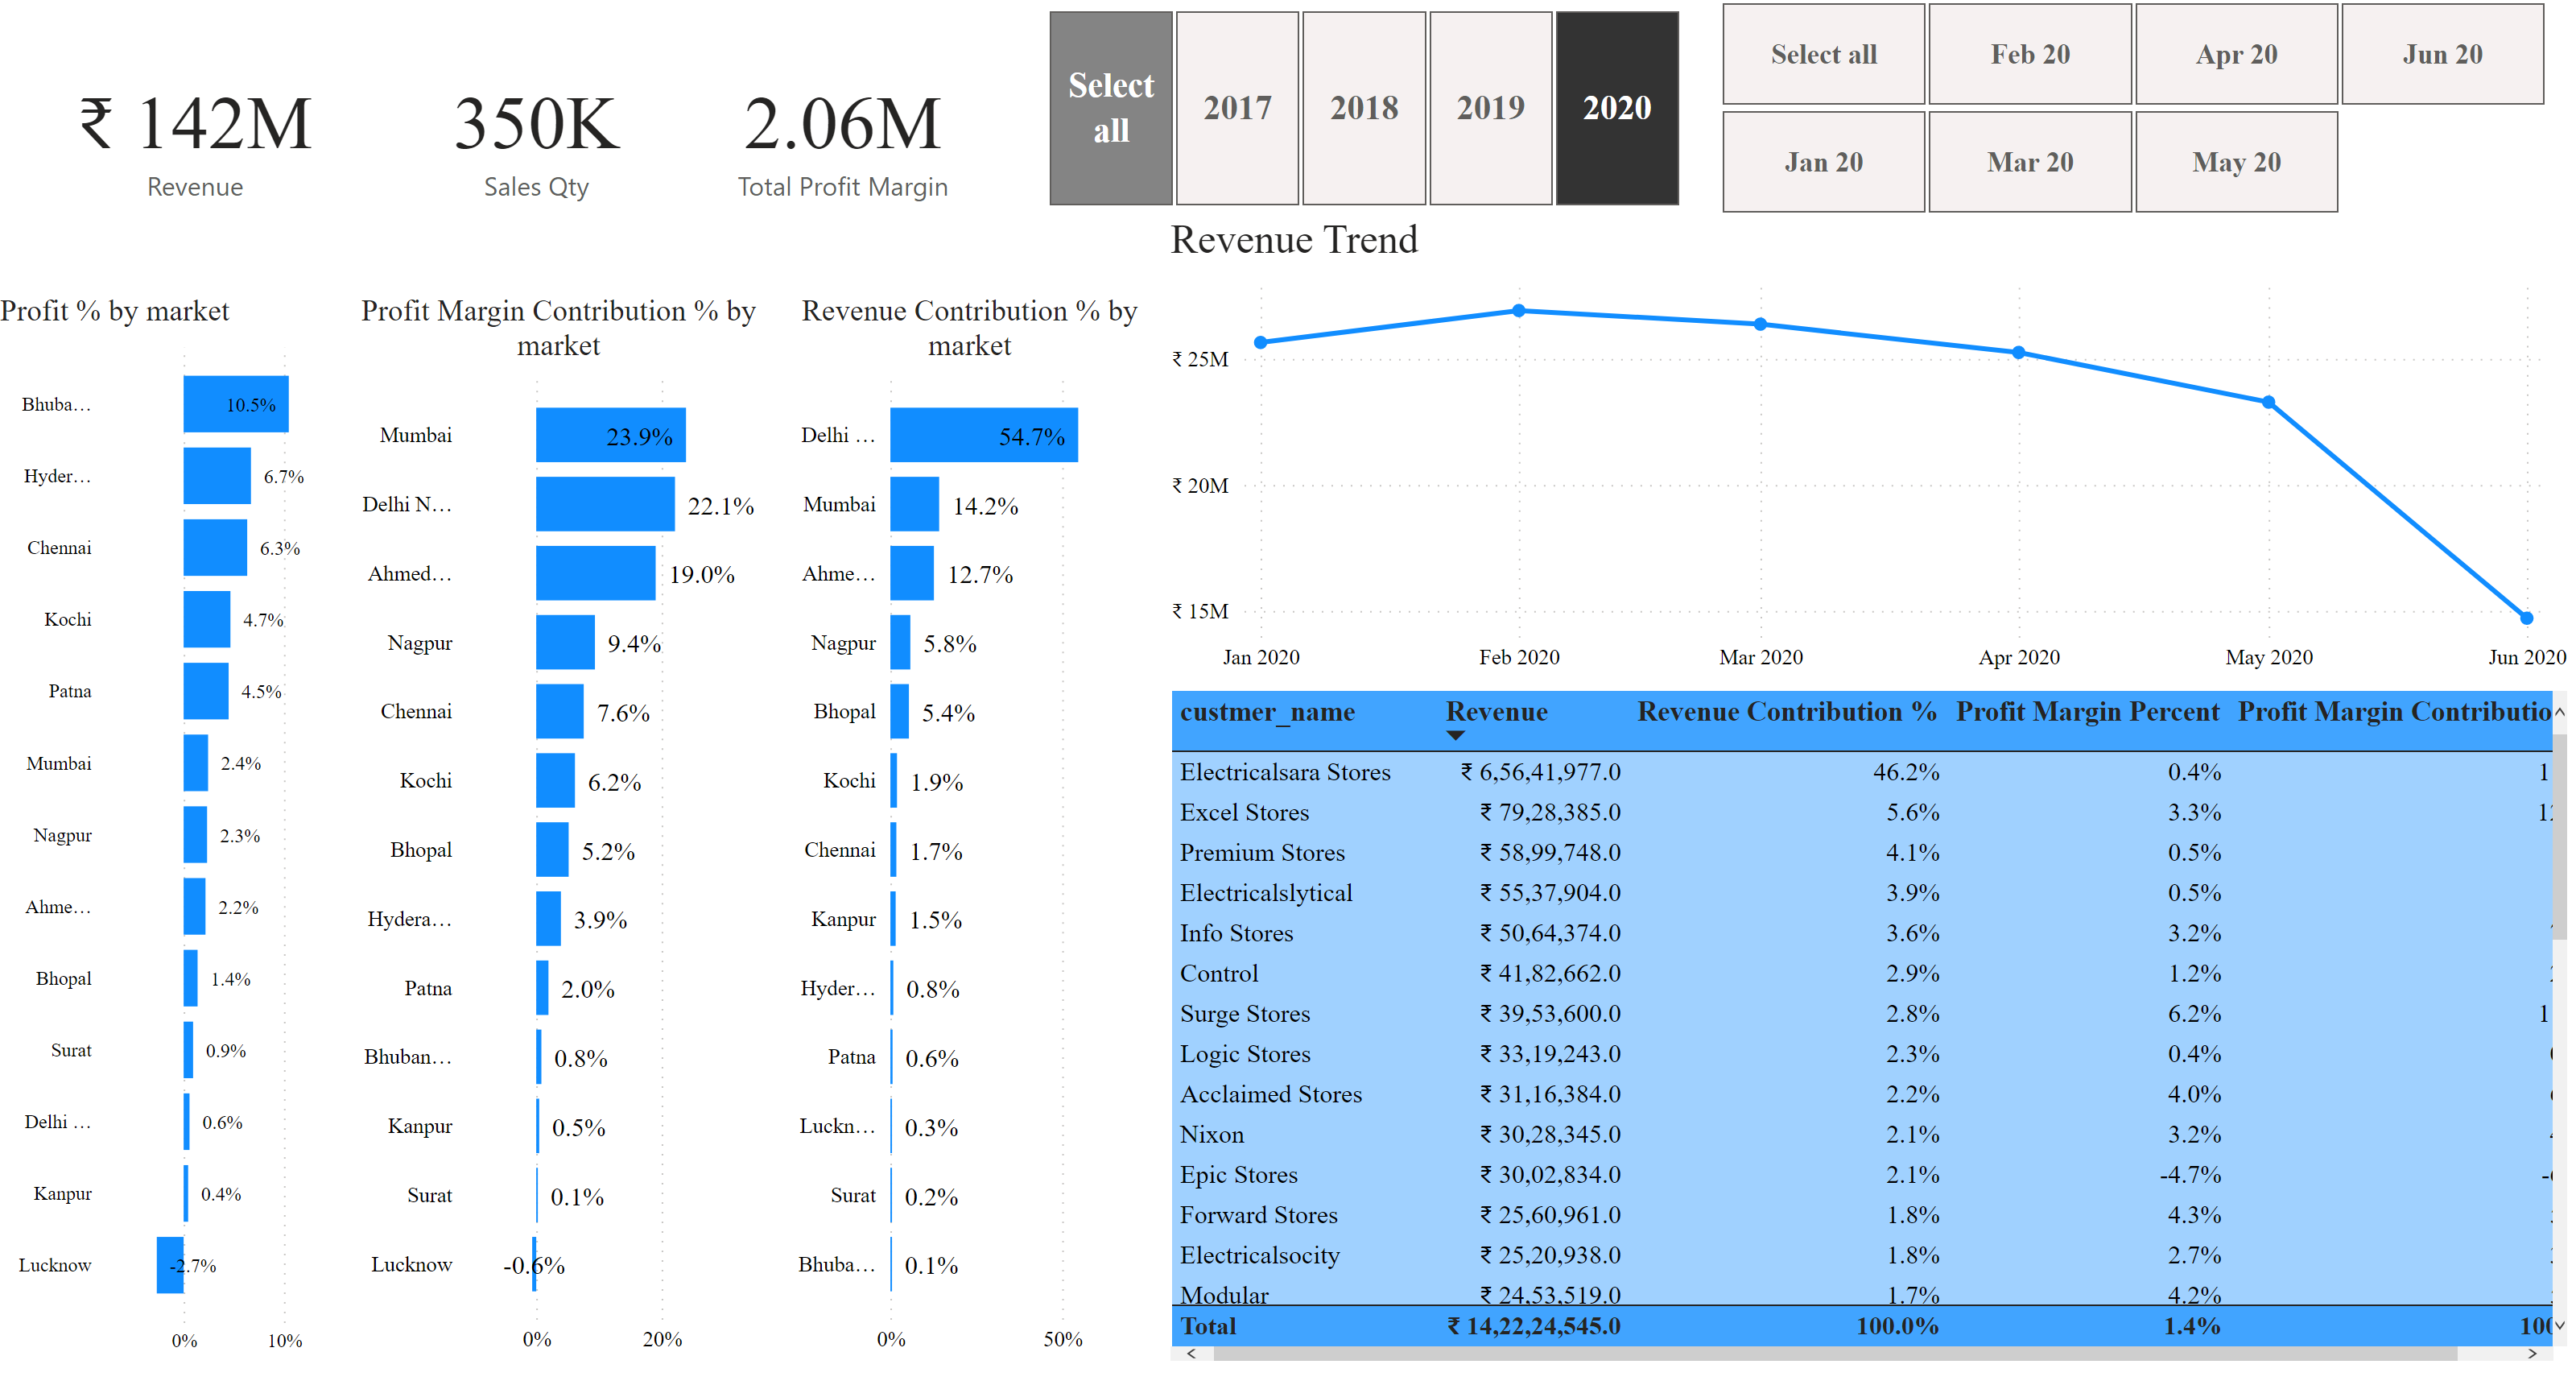 ₹ 142M
Revenue
350K
Sales Qty
2.06M
Total Profit Margin
Select
all
2017
2018
2019
2020
Select all
Feb 20
Apr 20
Jun 20
Jan 20
Mar 20
May 20
Profit % by market
Bhuba…
10.5%
Hyder…
6.7%
Chennai
6.3%
Kochi
4.7%
Patna
4.5%
Mumbai
2.4%
Nagpur
2.3%
Ahme…
2.2%
Bhopal
1.4%
Surat
0.9%
Delhi …
0.6%
Kanpur
0.4%
Lucknow
-2.7%
0%
10%
Profit Margin Contribution % by
market
Mumbai
23.9%
Delhi N…
22.1%
Ahmed…
19.0%
Nagpur
9.4%
Chennai
7.6%
Kochi
6.2%
Bhopal
5.2%
Hydera…
3.9%
Patna
2.0%
Bhuban…
0.8%
Kanpur
0.5%
Surat
0.1%
Lucknow
-0.6%
0%
20%
Revenue Contribution % by
market
Delhi …
54.7%
Mumbai
14.2%
Ahme…
12.7%
Nagpur
5.8%
Bhopal
5.4%
Kochi
1.9%
Chennai
1.7%
Kanpur
1.5%
Hyder…
0.8%
Patna
0.6%
Luckn…
0.3%
Surat
0.2%
Bhuba…
0.1%
0%
50%
Revenue Trend
₹ 25M
₹ 20M
₹ 15M
Jan 2020
Feb 2020
Mar 2020
Apr 2020
May 2020
Jun 2020
custmer_name Revenue Revenue Contribution % Profit Margin Percent Profit Margin Contributio
Electricalsara Stores ₹ 6,56,41,977.0 46.2% 0.4% 1
Excel Stores ₹ 79,28,385.0 5.6% 3.3%
Premium Stores ₹ 58,99,748.0 4.1% 0.5%
Electricalslytical ₹ 55,37,904.0 3.9% 0.5%
Info Stores ₹ 50,64,374.0 3.6% 3.2%
Control ₹ 41,82,662.0 2.9% 1.2%
Surge Stores ₹ 39,53,600.0 2.8% 6.2% 1
Logic Stores ₹ 33,19,243.0 2.3% 0.4%
Acclaimed Stores ₹ 31,16,384.0 2.2% 4.0%
Nixon ₹ 30,28,345.0 2.1% 3.2%
Epic Stores ₹ 30,02,834.0 2.1% -4.7%
Forward Stores ₹ 25,60,961.0 1.8% 4.3%
Electricalsocity ₹ 25,20,938.0 1.8% 2.7%
Modular ₹ 24,53,519.0 1.7% 4.2%
Total ₹ 14,22,24,545.0 100.0% 1.4% 100